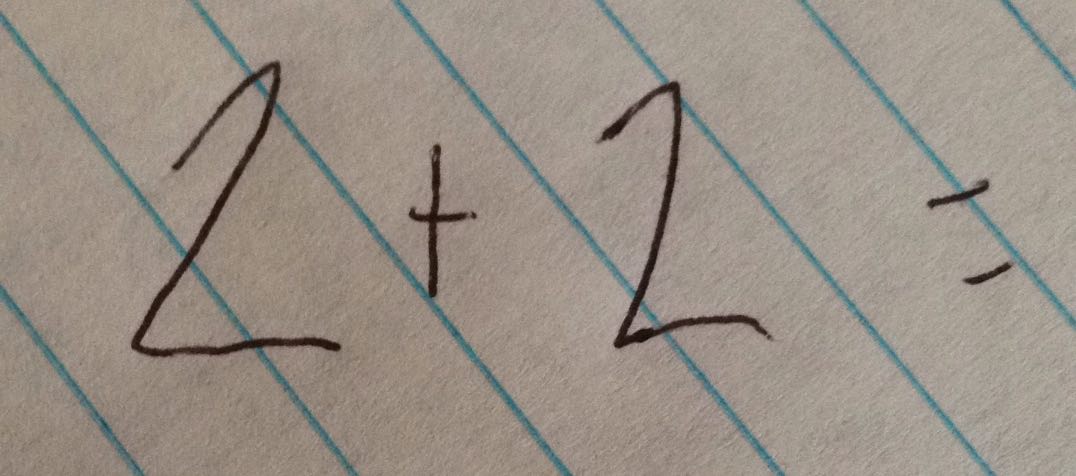 2 + 2 =